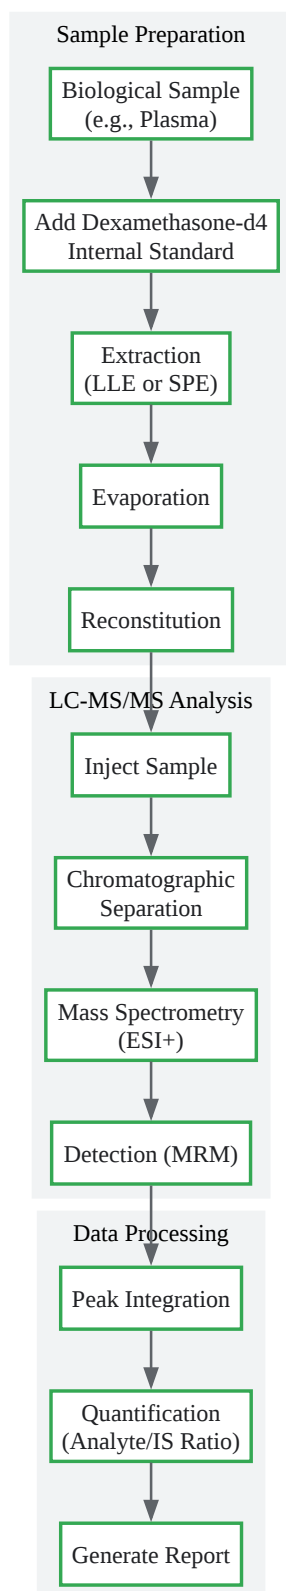 Sample Preparation
Biological Sample
(e.g., Plasma)
Add Dexamethasone-d4
Internal Standard
Extraction
(LLE or SPE)
Evaporation
Reconstitution
LC-MS/MS Analysis
Inject Sample
Chromatographic
Separation
Mass Spectrometry
(ESI+)
Detection (MRM)
Data Processing
Peak Integration
Quantification
(Analyte/IS Ratio)
Generate Report